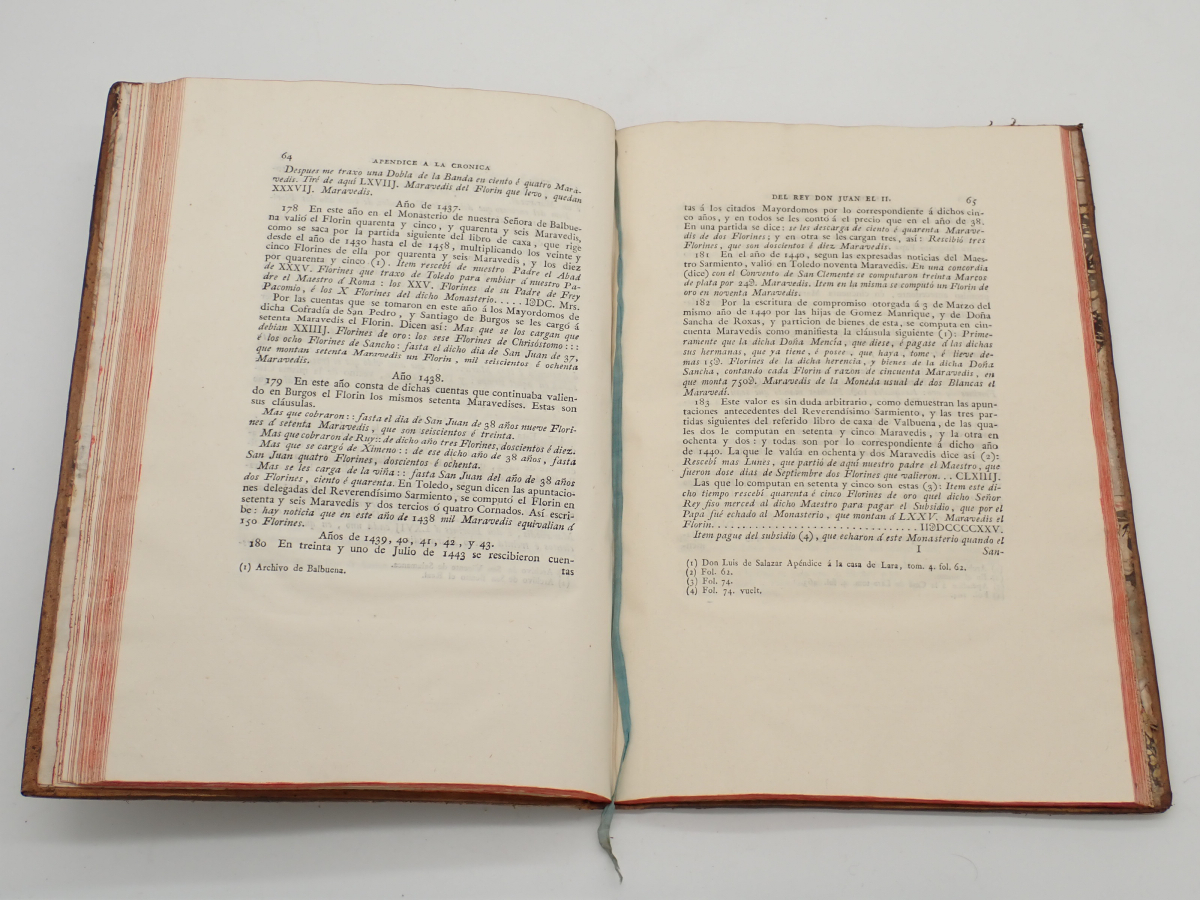 64
APENDICE A LA CRONICA
Despues me traxo una Dobla de la Banda en ciento é quatro Mara-
vedis. Tiré de aquí LXVIIJ. Maravedis del Florin que levo, quedan
XXXVIJ. Maravedis.
Año de 1437.
178 En este año en el Monasterio de nuestra Señora de Balbue-
na valió el Florin quarenta y cinco, y quarenta y seis Maravedis,
como se saca por la partida siguiente del libro de caxa, que rige
desde el año de 1430 hasta el de 1458, multiplicando los veinte y
cinco Florines de ella por quarenta y seis Maravedis, y los diez
por quarenta y cinco (1). Item rescebí de nuestro Padre el Abad
de XXXV. Florines que traxo de Toledo para embiar á nuestro Pa-
dre el Maestro á Roma: los XXV. Florines de su Padre de Frey
Pacomio, é los X Florines del dicho Monasterio..... IƏDC. Mrs.
Por las cuentas que se tomaron en este año á los Mayordomos de
dicha Cofradía de San Pedro, y Santiago de Burgos se les cargó á
setenta Maravedis el Florin. Dicen así: Mas que se los cargan que
debían XXIIIJ. Florines de oro: los sese Florines de Chrisóstomo:::
é los ocho Florines de Sancho: fasta el dicho dia de San Juan de 37,
que montan setenta Maravedis un Florin, mil seiscientos é ochenta
Maravedis.
Año 1438.
179 En este año consta de dichas cuentas que continuaba valien-
do en Burgos el Florin los mismos setenta Maravedises. Estas son
sus cláusulas.
Mas que cobraron:: fasta el dia de San Juan de 38 años nueve Flori-
nes á setenta Maravedis, que son seiscientos é treinta.
Mas que cobraron de Ruy:: de dicho año tres Florines, doscientos é diez.
Mas que se cargó de Ximeno::: de ese dicho año de 38 años, fasta
San Juan quatro Florines, doscientos é ochenta.
Mas se les carga de la viña:: fasta San Juan del año de 38 años
dos Florines, ciento é quarenta. En Toledo, segun dicen las apuntacio-
nes delegadas del Reverendísimo Sarmiento, se computó el Florin en
setenta y seis Maravedis y dos tercios ó quatro Cornados. Así escri-
be: hay noticia que en este año de 1438 mil Maravedis equivalian á
150 Florines.
Años de 1439, 40, 41, 42, y 43.
180 En treinta y uno de Julio de 1443 se rescibieron cuen-
tas
(1) Archivo de Balbuena.
DEL REY DON JUAN EL II.
65
tas á los citados Mayordomos por lo correspondiente á dichos cin-
co años, y en todos se les contó á el precio que en el año de 38.
En una partida se dice: se les descarga de ciento é quarenta Marave-
dis de dos Florines; y en otra se les cargan tres, así: Rescibió tres
Florines, que son doscientos é diez Maravedis.
181 En el año de 1440, segun las expresadas noticias del Maes-
tro Sarmiento, valió en Toledo noventa Maravedis. En una concordia
(dice) con el Convento de San Clemente se computaron treinta Marcos
de plata por 24Ə. Maravedis. Item en la misma se computó un Florin de
oro en noventa Maravedis.
182 Por la escritura de compromiso otorgada á 3 de Marzo del
mismo año de 1440 por las hijas de Gomez Manrique, y de Doña
Sancha de Roxas, y particion de bienes de esta, se computa en cin-
cuenta Maravedis como manifiesta la cláusula siguiente (1): Prime-
ramente que la dicha Doña Mencía, que diese, é pagase á las dichas
sus hermanas, que ya tiene, é posee, que haya, tome, é lieve de-
mas 15Ə. Florines de la dicha herencia, y bienes de la dicha Doña
Sancha, contando cada Florin á razon de cincuenta Maravedis, en
que monta 750Ə. Maravedis de la Moneda usual de dos Blancas el
Maravedí.
183 Este valor es sin duda arbitrario, como demuestran las apun-
taciones antecedentes del Reverendísimo Sarmiento, y las tres par-
tidas siguientes del referido libro de caxa de Valbuena, de las qua-
les dos le computan en setenta y cinco Maravedis, y la otra en
ochenta y dos: y todas son por lo correspondiente á dicho año
de 1440. La que le valúa en ochenta y dos Maravedis dice así (2):
Rescebí mas Lunes, que partió de aquí nuestro padre el Maestro, que
fueron dose dias de Septiembre dos Florines que valieron... CLXIIIJ.
Las que lo computan en setenta y cinco son estas (3): Item este di-
cho tiempo rescebí quarenta é cinco Florines de oro quel dicho Señor
Rey fiso merced al dicho Maestro para pagar el Subsidio, que por el
Papa fué echado al Monasterio, que montan á LXXV. Maravedis el
Florin................................IIIƏDCCCCXXV.
Item pague del subsidio (4), que echaron á este Monasterio quando el
I
San-
(1) Don Luis de Salazar Apéndice á la casa de Lara, tom. 4. fol. 62.
(2) Fol. 62.
(3) Fol. 74.
(4) Fol. 74. vuelt.